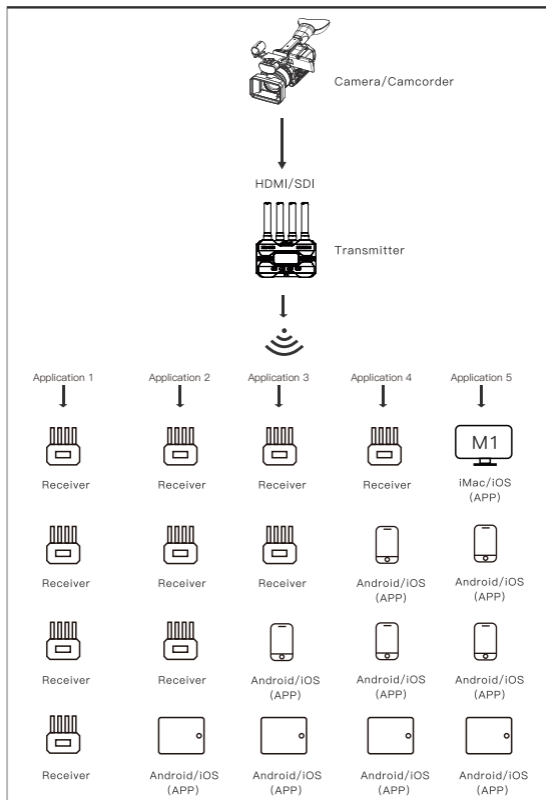 Camera/Camcorder
HDMI/SDI
Transmitter
Application 1
Application 2
Application 3
Application 4
Application 5
M1
Receiver
Receiver
Receiver
Receiver
iMac/iOS
(APP)
Receiver
Receiver
Receiver
Android/iOS
(APP)
Android/iOS
(APP)
Receiver
Receiver
Android/iOS
(APP)
Android/iOS
(APP)
Android/iOS
(APP)
Receiver
Android/iOS
(APP)
Android/iOS
(APP)
Android/iOS
(APP)
Android/iOS
(APP)